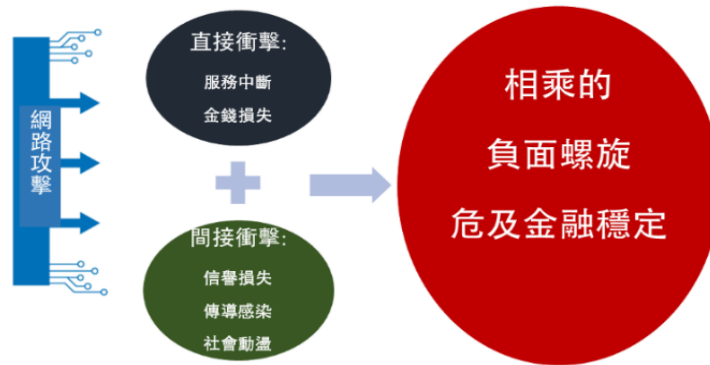 網路攻擊
直接衝擊:
服務中斷
金錢損失
間接衝擊:
信譽損失
傳導感染
社會動盪
相乘的
負面螺旋
危及金融穩定